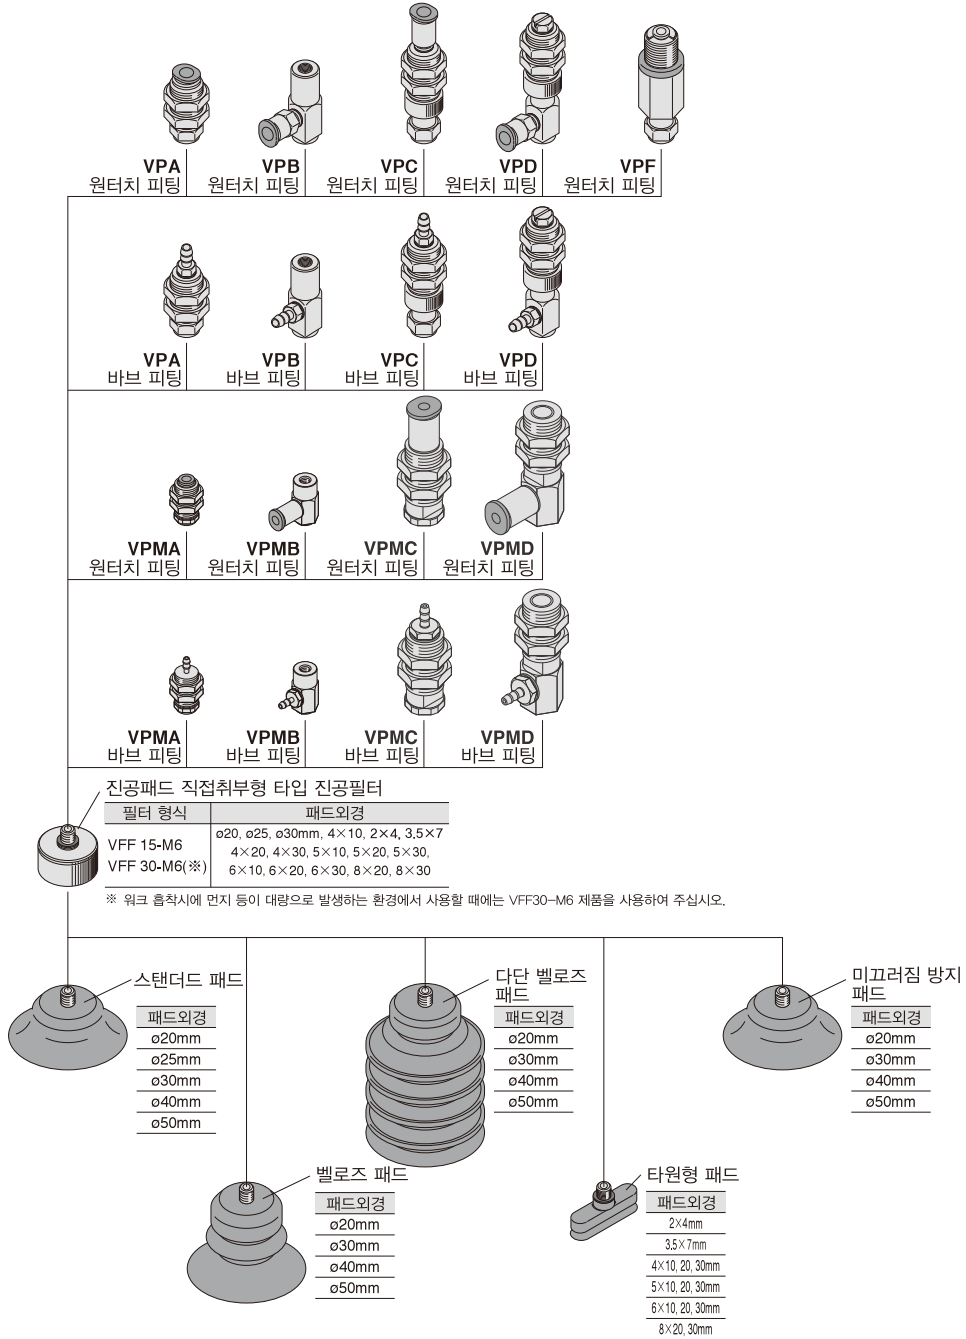 VPA
원터치 피팅
VPB
원터치 피팅
VPC
원터치 피팅
VPD
원터치 피팅
VPF
원터치 피팅
VPA
바브 피팅
VPB
바브 피팅
VPC
바브 피팅
VPD
바브 피팅
VPMA
원터치 피팅
VPMB
원터치 피팅
VPMC
원터치 피팅
VPMD
원터치 피팅
VPMA
바브 피팅
VPMB
바브 피팅
VPMC
바브 피팅
VPMD
바브 피팅
진공패드 직접취부형 타입 진공필터
필터 형식 패드외경
VFF 15-M6
VFF 30-M6(※)
ø20, ø25, ø30mm, 4×10, 2×4, 3.5×7
4×20, 4×30, 5×10, 5×20, 5×30,
6×10, 6×20, 6×30, 8×20, 8×30
※ 워크 흡착시에 먼지 등이 대량으로 발생하는 환경에서 사용할 때에는 VFF30-M6 제품을 사용하여 주십시오.
스탠더드 패드
패드외경
ø20mm
ø25mm
ø30mm
ø40mm
ø50mm
다단 벨로즈
패드
패드외경
ø20mm
ø30mm
ø40mm
ø50mm
미끄러짐 방지
패드
패드외경
ø20mm
ø30mm
ø40mm
ø50mm
벨로즈 패드
패드외경
ø20mm
ø30mm
ø40mm
ø50mm
타원형 패드
패드외경
2×4mm
3.5×7mm
4×10, 20, 30mm
5×10, 20, 30mm
6×10, 20, 30mm
8×20, 30mm